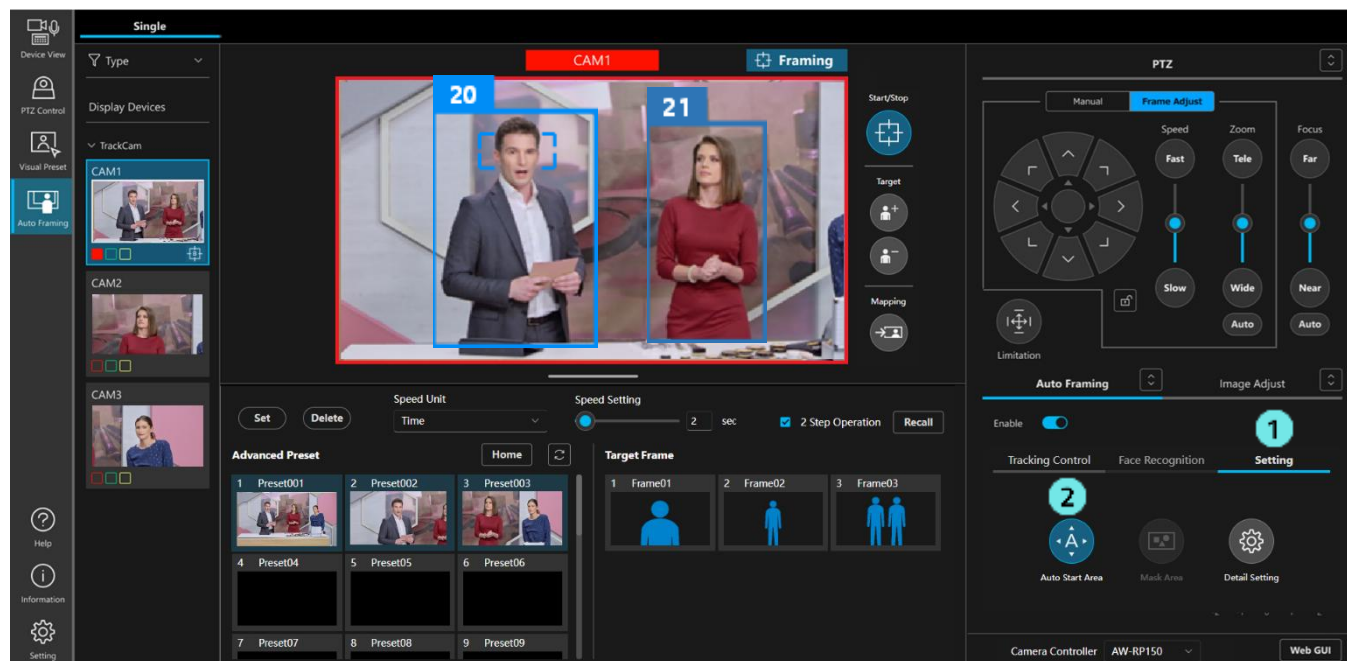 Device View
PTZ Control
Visual Preset
Auto Framing
Help
Information
Setting
Single
Type
Display Devices
TrackCam
CAM1
CAM2
CAM3
CAM1
Framing
20
21
Start/Stop
Target
Mapping
Set
Delete
Speed Unit
Time
Speed Setting
2 sec
2 Step Operation
Recall
Advanced Preset
Home
1 Preset001
2 Preset002
3 Preset003
4 Preset04
5 Preset05
6 Preset06
7 Preset07
8 Preset08
9 Preset09
Target Frame
1 Frame01
2 Frame02
3 Frame03
PTZ
Manual
Frame Adjust
Speed
Zoom
Focus
Fast
Tele
Far
Slow
Wide
Near
Auto
Auto
Limitation
Auto Framing
Image Adjust
Enable
1
Tracking Control
Face Recognition
Setting
2
A
Auto Start Area
Mask Area
Detail Setting
Camera Controller
AW-RP150
Web GUI